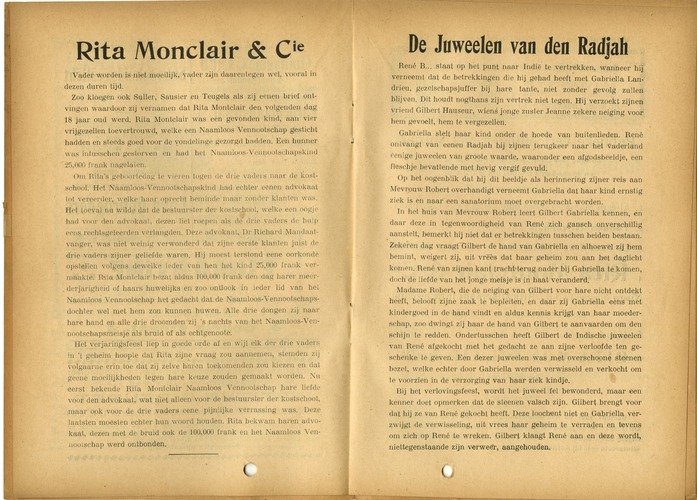 Rita Monclair & Cie
Vader worden is niet moeilijk, vader zijn daarentegen wel, vooral in
dezen duren tijd.
Zoo kloegen ook Suller, Sansier en Teugels als zij eenen brief ont-
vingen waardoor zij vernamen dat Rita Montclair den volgenden dag
18 jaar oud werd. Rita Montclair was een gevonden kind, aan vier
vrijgezellen toevertrouwd, welke een Naamloos Vennootschap gesticht
hadden en steeds goed voor de vondelinge gezorgd hadden. Een hunner
was intusschen gestorven en had het Naamloos-Vennootschapskind
25,000 frank nagelaten.
Om Rita's geboortedag te vieren togen de drie vaders naar de kost-
school. Het Naamloos-Vennootschapskind had echter eenen advokaat
tot vereerder, welke haar oprecht beminde maar zonder klanten was.
Het toeval nu wilde dat de bestuurster der kostschool, welke een oogje
had voor den advokaat, dezen liet roepen als de drie vaders de hulp
eens rechtsgeleerden verlangden. Deze advokaat, Dr Richard Mandaat-
vanger, was niet weinig verwonderd dat zijne eerste klanten juist de
drie vaders zijner geliefde waren. Hij moest terstond eene oorkonde
opstellen volgens dewelke ieder van hen het kind 25,000 frank ver-
maakte. Rita Montclair bezat aldus 100,000 frank den dag harer meer-
derjarigheid of haars huwelijks en zoo ontlook in ieder lid van het
Naamloos Vennootschap het gedacht dat de Naamloos-Vennootschaps-
dochter wel met hem zou kunnen huwen. Alle drie dongen zij naar
hare hand en alle drie droomden zij 's nachts van het Naamloos-Ven-
nootschapsmeisje als bruid of als echtgenoote.
Het verjaringsfeest liep in goede orde af en wijl elk der drie vaders
in 't geheim hoopte dat Rita zijne vraag zou aannemen, stemden zij
volgaarne erin toe dat zij zelve haren toekomenden zou kiezen en dat
geene moeilijkheden tegen hare keuze zonden gemaakt worden. Nu
eerst bekende Rita Montclair Naamloos Vennootschap hare liefde
voor den advokaat, wat niet alleen voor de bestuurster der kostschool,
maar ook voor de drie vaders eene pijnlijke verrassing was. Deze
laatsten moesten echter hun woord houden. Rita bekwam haren advo-
kaat, dezen met de bruid ook de 100,000 frank en het Naamloos Ven-
nootschap werd ontbonden.
De Juweelen van den Radjah
René B... staat op het punt naar Indië te vertrekken, wanneer hij
verneemt dat de betrekkingen die hij gehad heeft met Gabriella Lan-
drieu, gezelschapsjuffer bij hare tante, niet zonder gevolg zullen
blijven. Dit houdt nogthans zijn vertrek niet tegen. Hij verzoekt zijnen
vriend Gilbert Hauseur, wiens jonge zuster Jeanne zekere neiging voor
hem gevoelt, hem te vergezellen.
Gabriella stelt haar kind onder de hoede van buitenlieden. René
ontvangt van eenen Radjah bij zijnen terugkeer naar het vaderland
eenige juweelen van groote waarde, waaronder een afgodsbeeldje, een
fleschje bevattende met hevig vergif gevuld.
Op het oogenblik dat hij dit beeldje als herinnering zijner reis aan
Mevrouw Robert overhandigt verneemt Gabriella dat haar kind ernstig
ziek is en naar een sanatorium moet overgebracht worden.
In het huis van Mevrouw Robert leert Gilbert Gabriella kennen, en
daar deze in tegenwoordigheid van René zich gansch onverschillig
aanstelt, bemerkt hij niet dat er betrekkingen tusschen beiden bestaan.
Zekeren dag vraagt Gilbert de hand van Gabriella en alhoewel zij hem
bemint, weigert zij, uit vrees dat haar geheim zou aan het daglicht
komen. René van zijnen kant tracht terug nader bij Gabriella te komen,
doch de liefde van het jonge meisje is in haat veranderd.
Madame Robert, die de neiging van Gilbert voor hare niet ontdekt
heeft, belooft zijne zaak te bepleiten, en daar zij Gabriella eens met
kindergoed in de hand vindt en aldus kennis krijgt van haar moeder-
schap, zoo dwingt zij haar de hand van Gilbert te aanvaarden om den
schijn te redden. Ondertusschen heeft Gilbert de Indische juweelen
van René afgekocht met het gedacht ze aan zijne verloofde ten ge-
schenke te geven. Een dezer juweelen was met overschoone steenen
bezet, welke echter door Gabriella werden verwisseld en verkocht om
te voorzien in de verzorging van haar ziek kindje.
Bij het verlovingsfeest, wordt het juweel fel bewonderd, maar een
kenner doet opmerken dat de steenen valsch zijn. Gilbert brengt voor
dat hij ze van René gekocht heeft. Deze loochent niet en Gabriella, ver-
zwijgt de verwisseling, uit vrees haar geheim te verraden en tevens
om zich op René te wreken. Gilbert klaagt René aan en deze wordt,
niettegenstaande zijn verweêr, aangehouden.